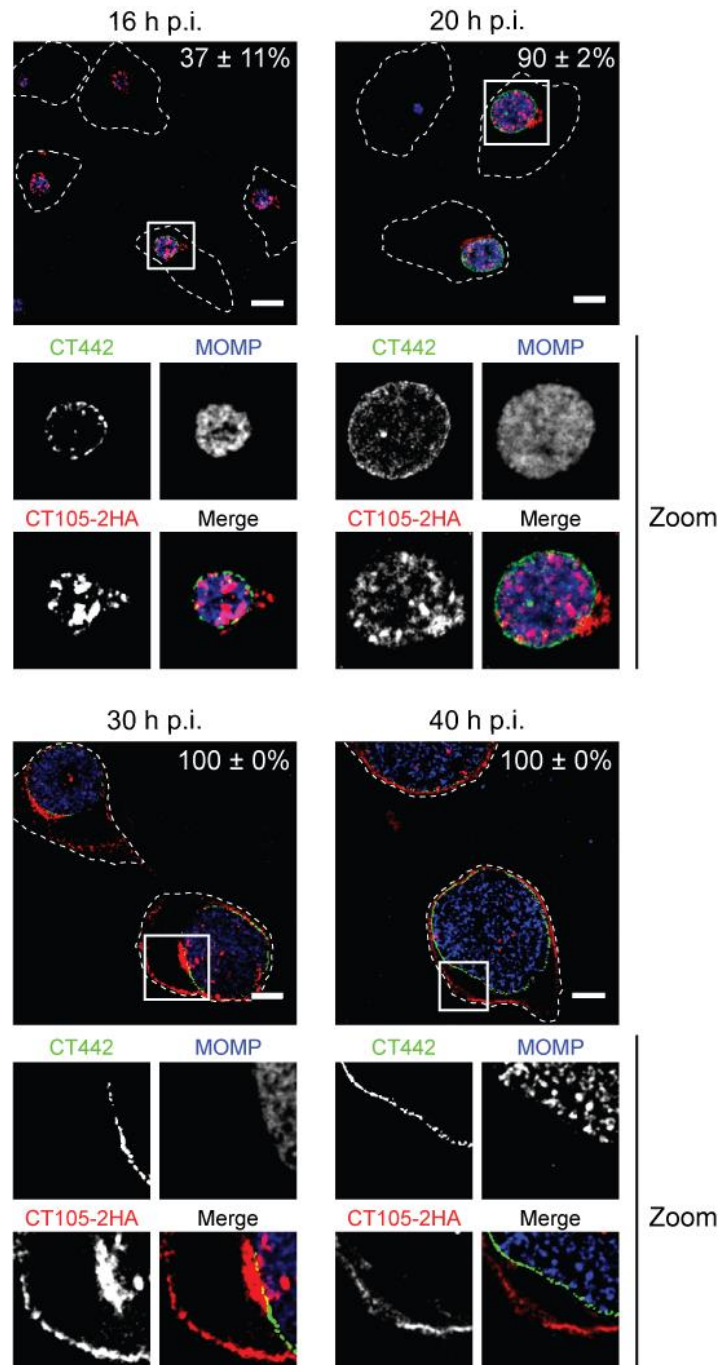 16 h p.i. 20 h p.i.
37 ± 11% 90 ± 2%
CT442 MOMP CT442 MOMP
CT105-2HA Merge CT105-2HA Merge
Zoom
30 h p.i. 40 h p.i.
100 ± 0% 100 ± 0%
CT442 MOMP CT442 MOMP
CT105-2HA Merge CT105-2HA Merge
Zoom